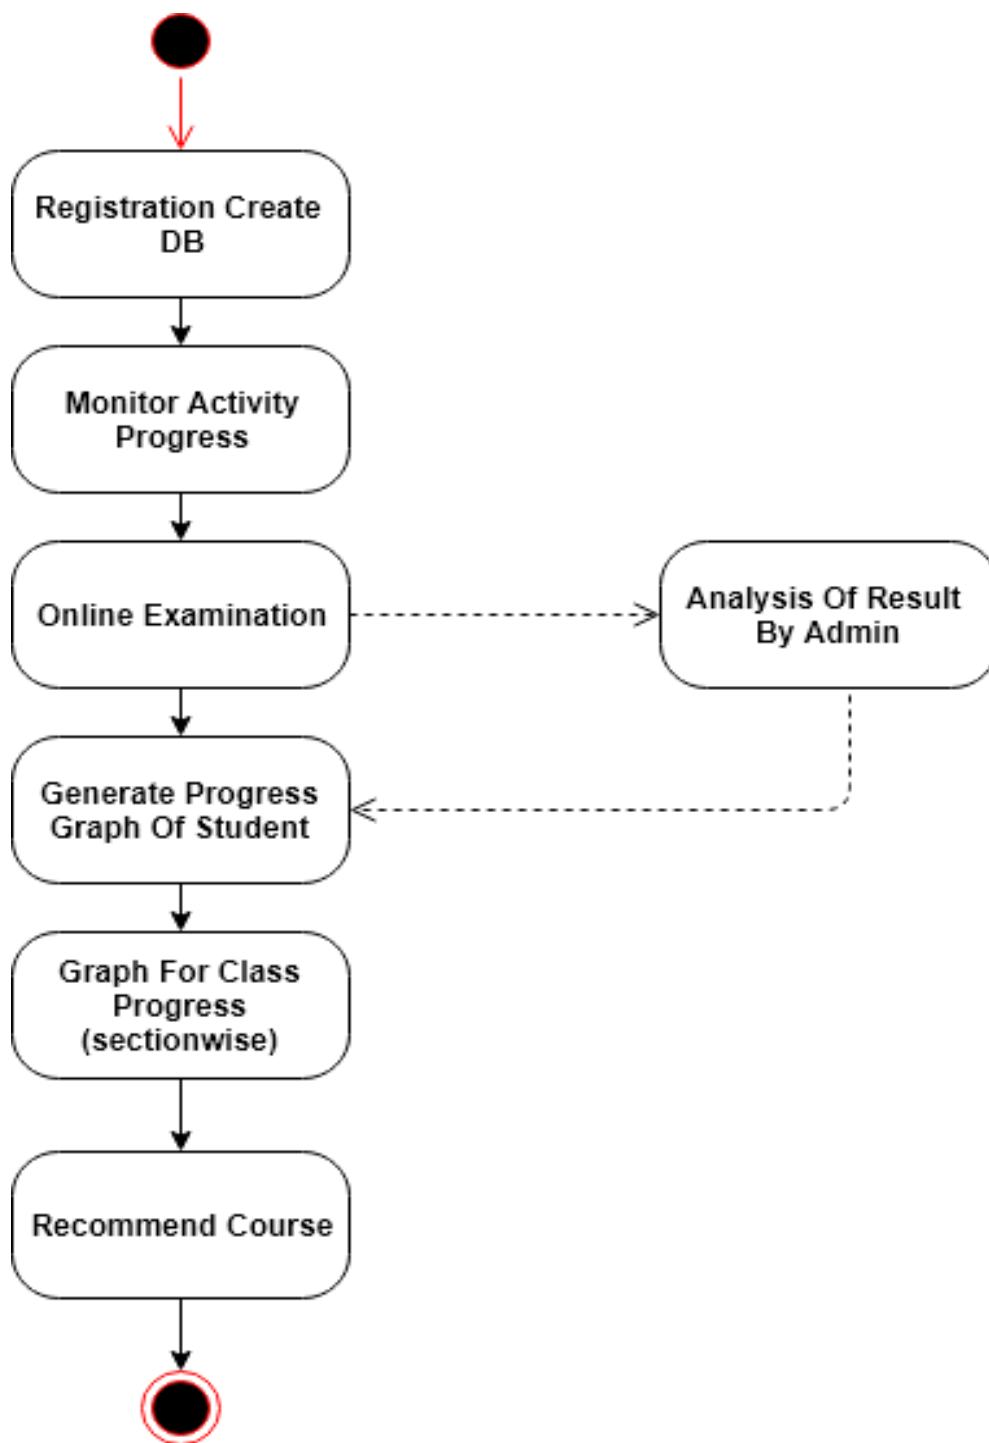 Registration Create
DB
Monitor Activity
Progress
Online Examination
Analysis Of Result
By Admin
Generate Progress
Graph Of Student
Graph For Class
Progress
(sectionwise)
Recommend Course